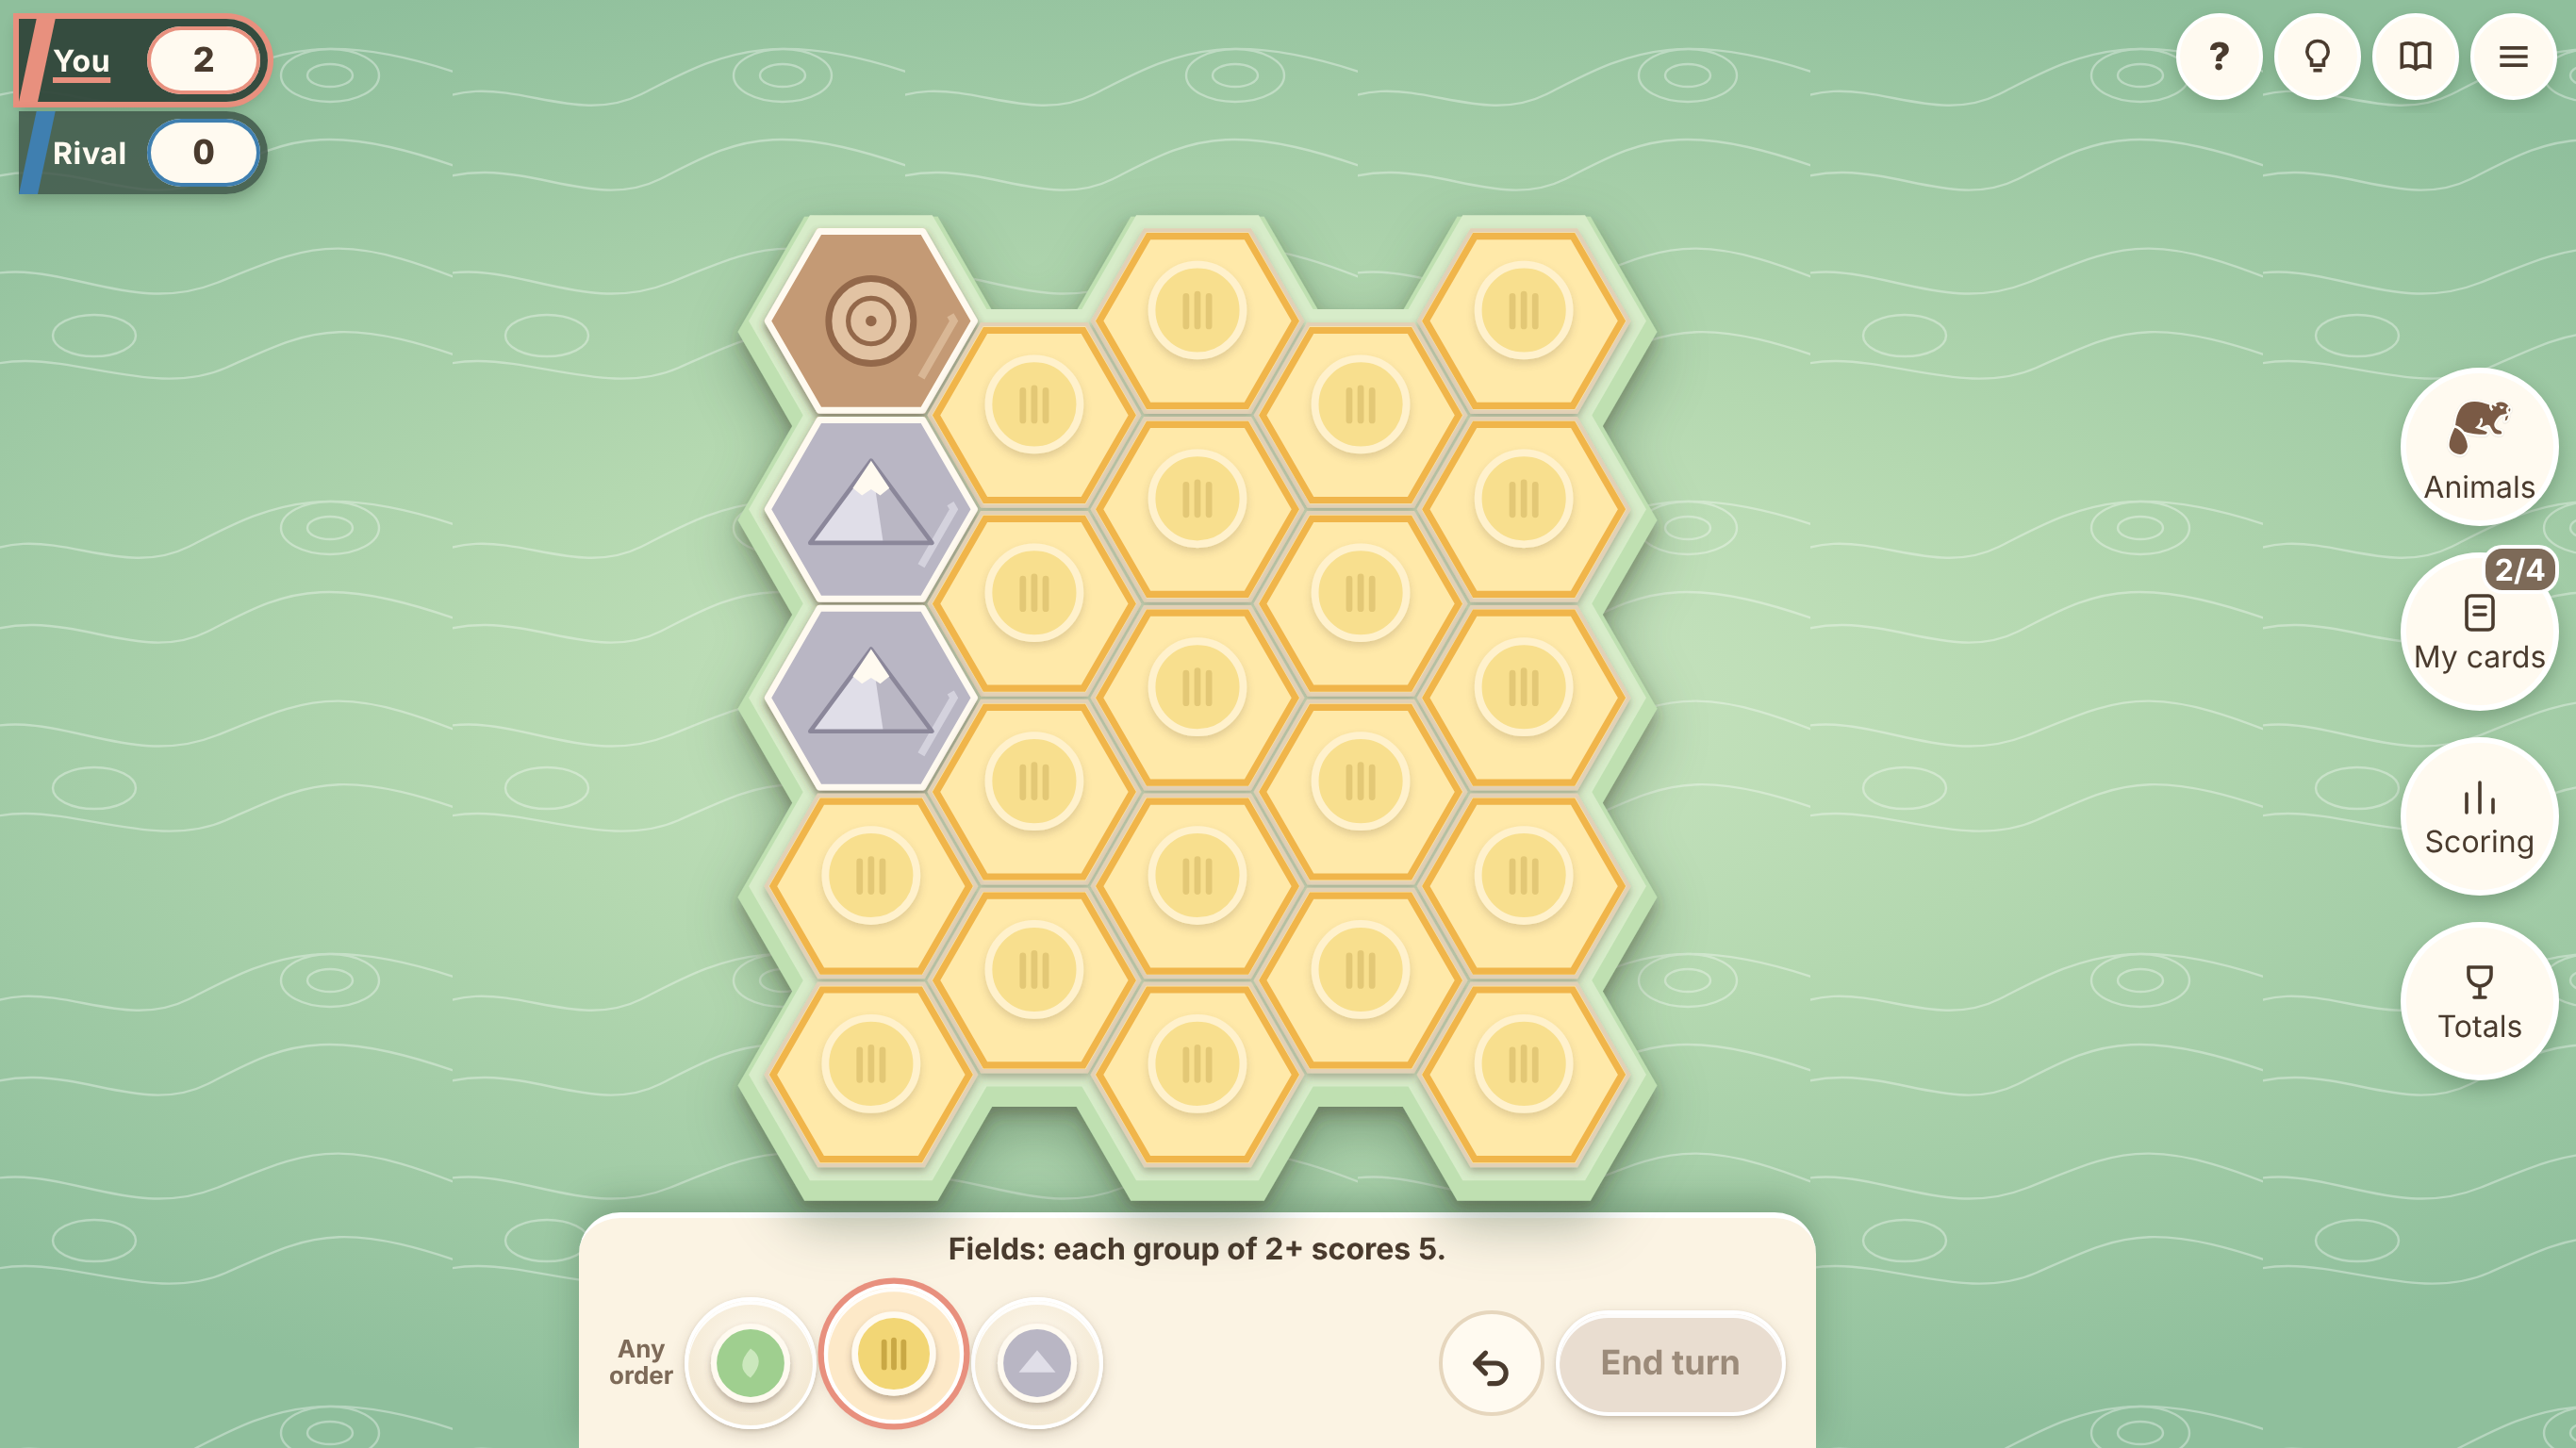 You 2
Rival 0
?
Animals
2/4
My cards
Scoring
Totals
Fields: each group of 2+ scores 5.
Any
order
End turn